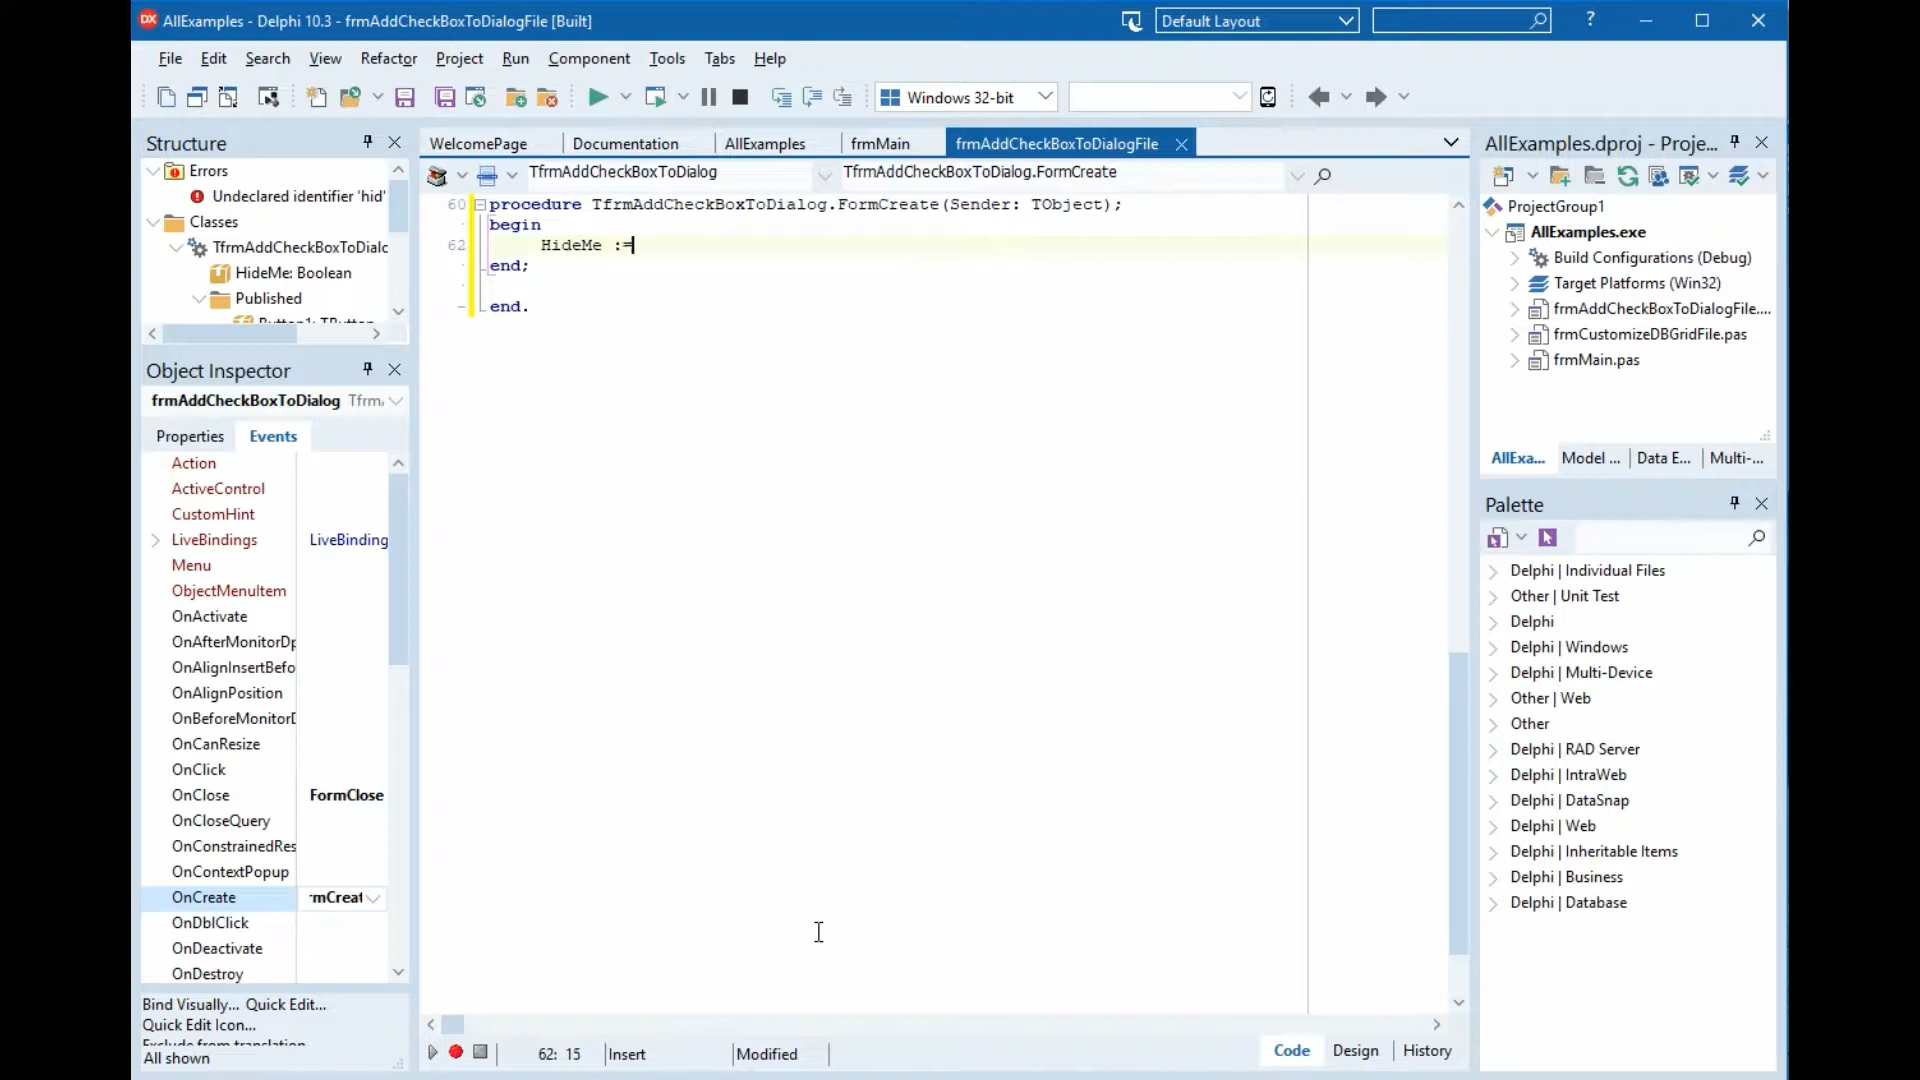 AllExamples - Delphi 10.3 - frmAddCheckBoxToDialogFile [Built]
Default Layout
?
File Edit Search View Refactor Project Run Component Tools Tabs Help
Windows 32-bit
Structure
Errors
Undeclared identifier 'hid'
Classes
TfrmAddCheckBoxToDialc
HideMe: Boolean
Published
Object Inspector
frmAddCheckBoxToDialog Tfrm
Properties Events
Action
ActiveControl
CustomHint
LiveBindings LiveBinding
Menu
ObjectMenuItem
OnActivate
OnAfterMonitorDp
OnAlignInsertBefo
OnAlignPosition
OnBeforeMonitorD
OnCanResize
OnClick
OnClose FormClose
OnCloseQuery
OnConstrainedRes
OnContextPopup
OnCreate rmCreat
OnDblClick
OnDeactivate
OnDestroy
Bind Visually... Quick Edit...
Quick Edit Icon...
All shown
WelcomePage Documentation AllExamples frmMain frmAddCheckBoxToDialogFile
TfrmAddCheckBoxToDialog TfrmAddCheckBoxToDialog.FormCreate
60 procedure TfrmAddCheckBoxToDialog.FormCreate(Sender: TObject);
begin
62 HideMe :=
end;
end.
62: 15 Insert Modified
Code Design History
AllExamples.dproj - Proje...
ProjectGroup1
AllExamples.exe
Build Configurations (Debug)
Target Platforms (Win32)
frmAddCheckBoxToDialogFile....
frmCustomizeDBGridFile.pas
frmMain.pas
AllExa... Model ... Data E... Multi-...
Palette
Delphi | Individual Files
Other | Unit Test
Delphi
Delphi | Windows
Delphi | Multi-Device
Other | Web
Other
Delphi | RAD Server
Delphi | IntraWeb
Delphi | DataSnap
Delphi | Web
Delphi | Inheritable Items
Delphi | Business
Delphi | Database